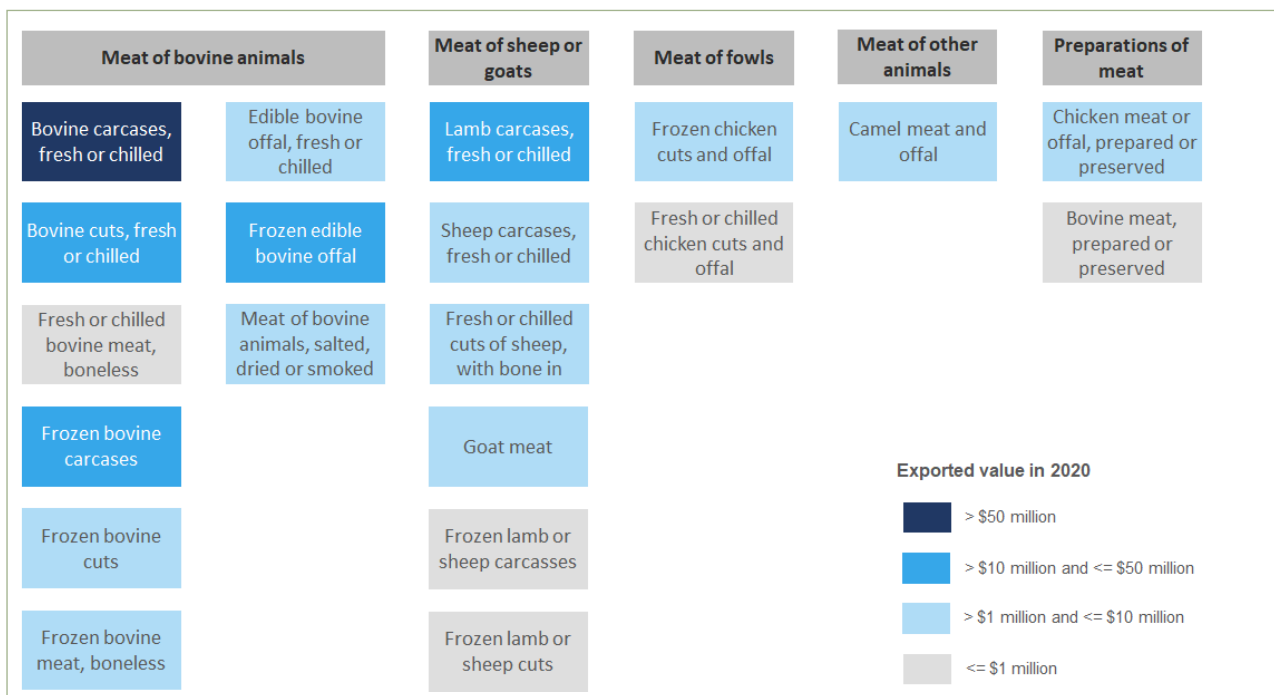 Meat of bovine animals
Meat of sheep or
goats
Meat of fowls
Meat of other
animals
Preparations of
meat
Bovine carcases,
fresh or chilled
Edible bovine
offal, fresh or
chilled
Lamb carcases,
fresh or chilled
Frozen chicken
cuts and offal
Camel meat and
offal
Chicken meat or
offal, prepared or
preserved
Bovine cuts, fresh
or chilled
Frozen edible
bovine offal
Sheep carcases,
fresh or chilled
Fresh or chilled
chicken cuts and
offal
Bovine meat,
prepared or
preserved
Fresh or chilled
bovine meat,
boneless
Meat of bovine
animals, salted,
dried or smoked
Fresh or chilled
cuts of sheep,
with bone in
Frozen bovine
carcases
Goat meat
Frozen bovine
cuts
Frozen lamb or
sheep carcasses
Frozen bovine
meat, boneless
Frozen lamb or
sheep cuts
Exported value in 2020
> $50 million
> $10 million and <= $50 million
> $1 million and <= $10 million
<= $1 million